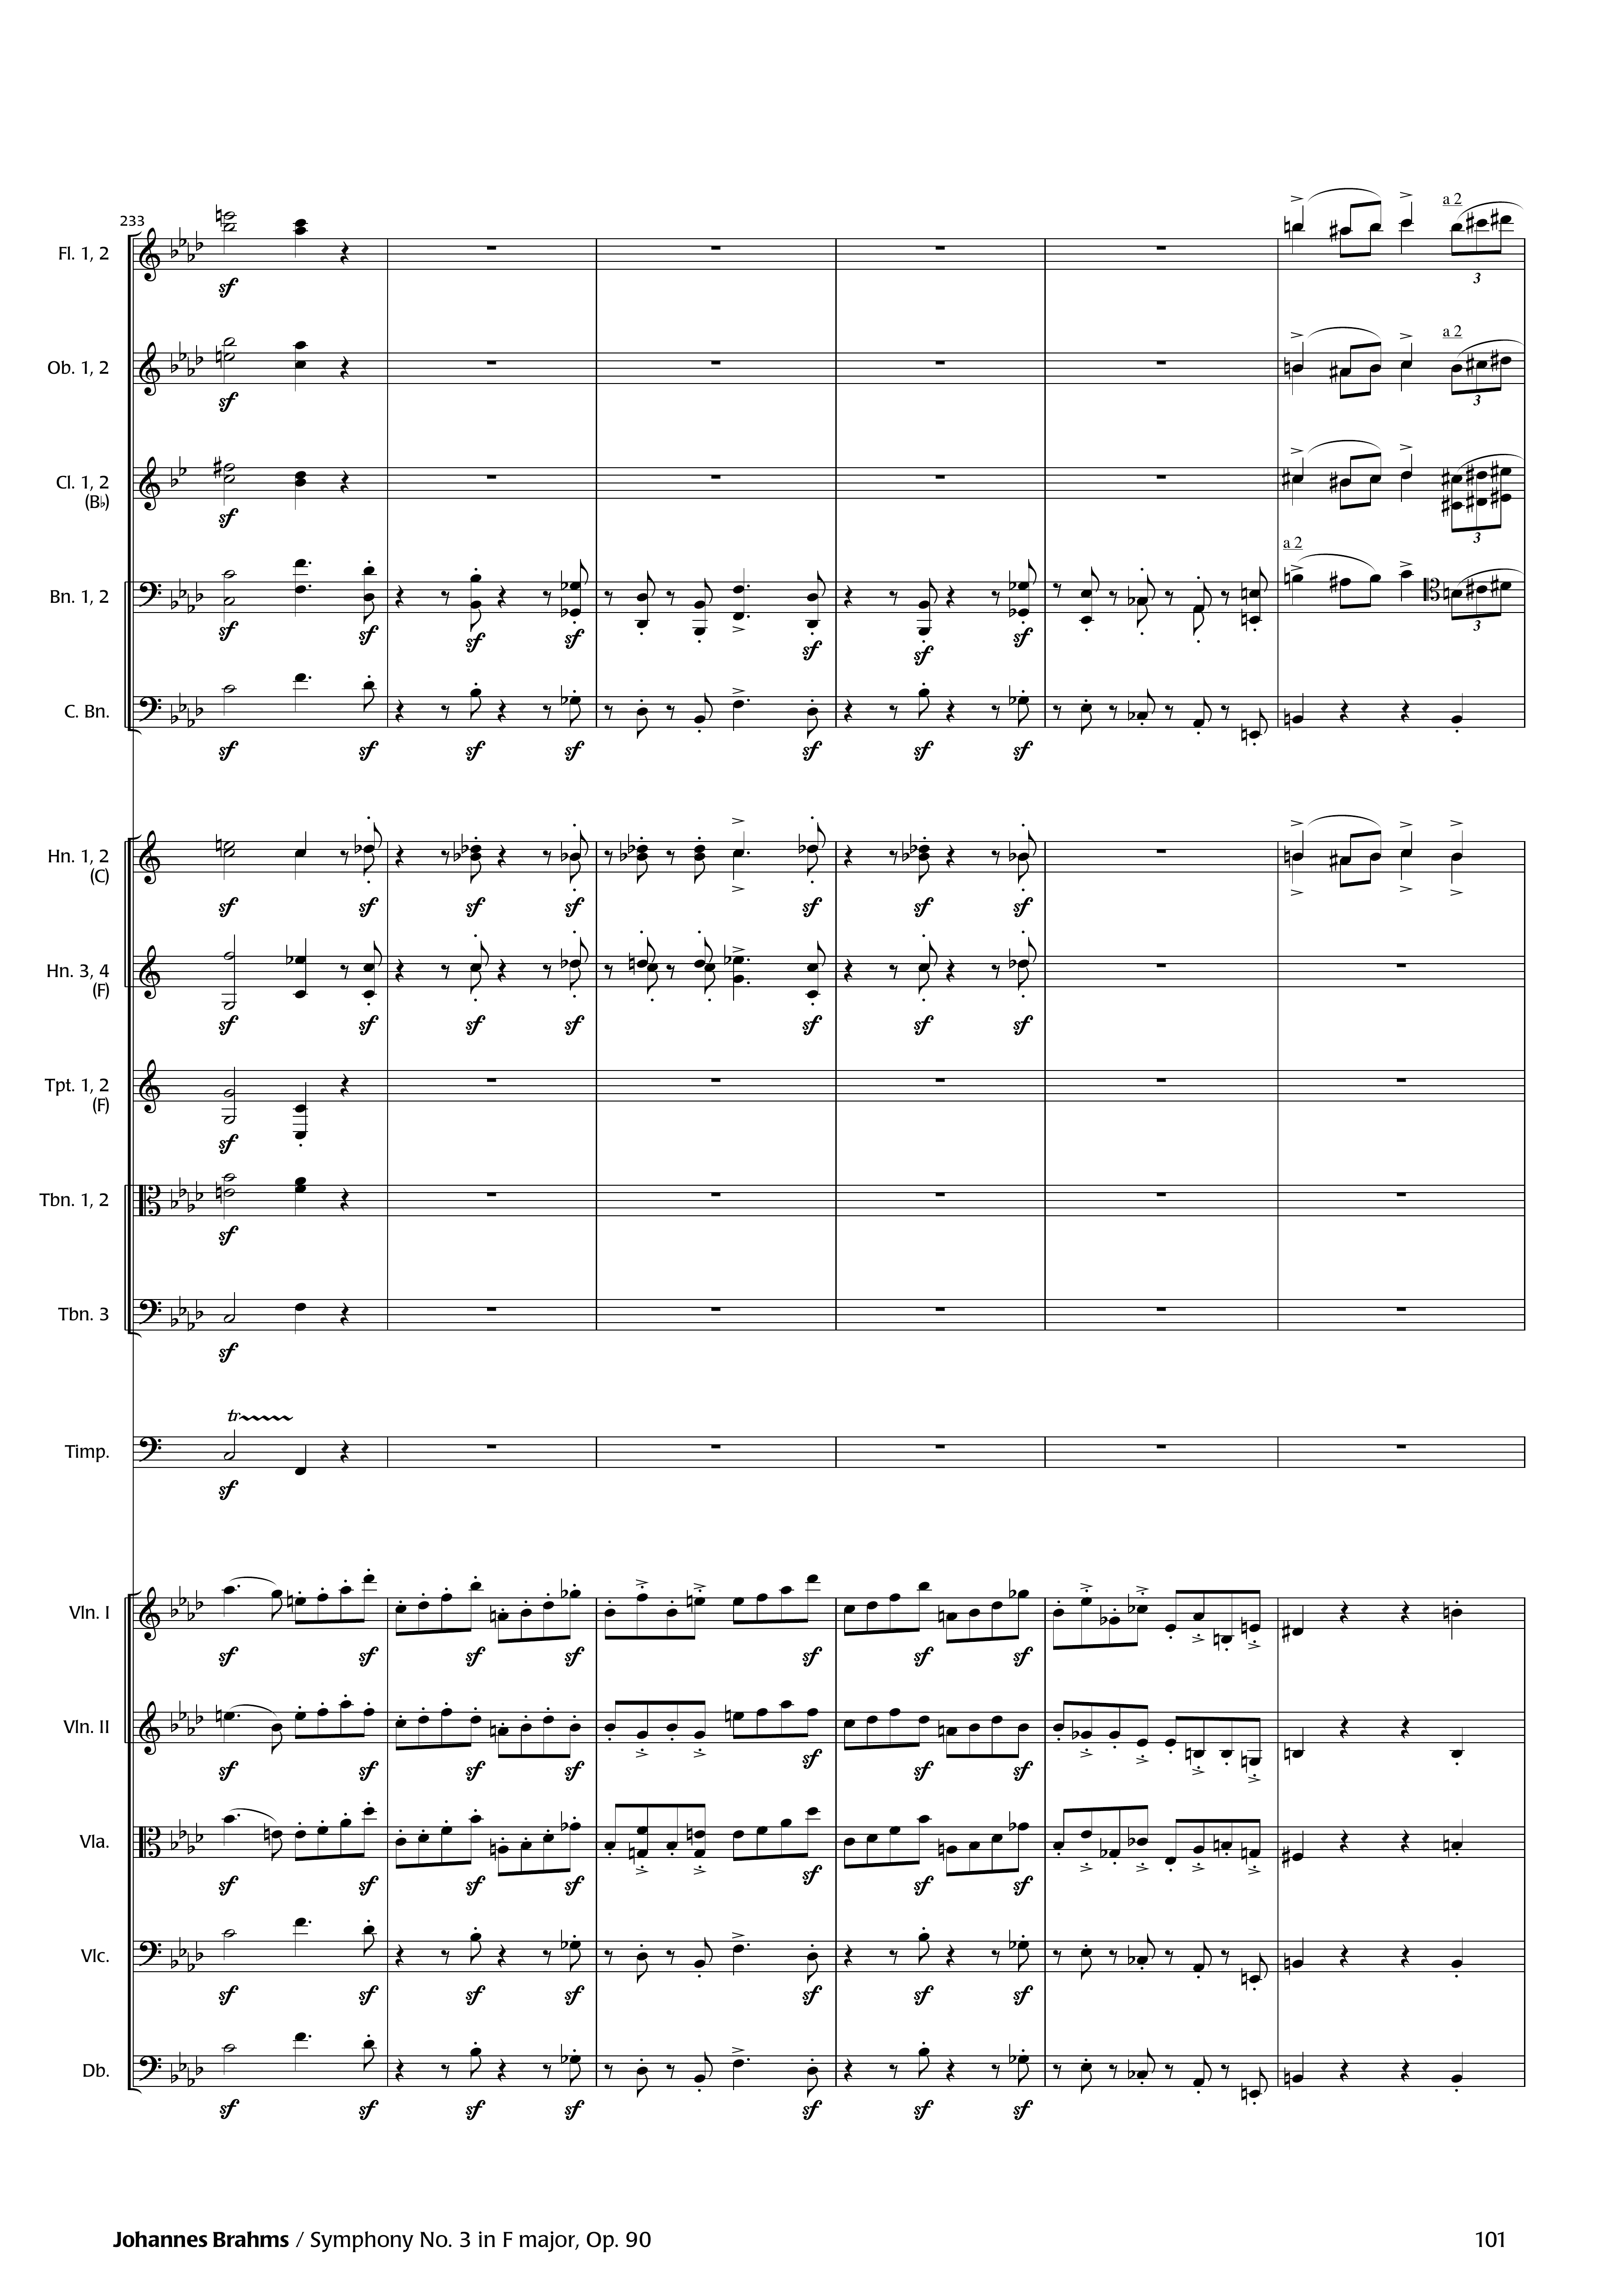 233
a 2
Fl. 1, 2
sf
3
a 2
Ob. 1, 2
sf
3
Cl. 1, 2
(B♭)
sf
3
a 2
Bn. 1, 2
sf sf sf sf sf sf sf
3
C. Bn.
sf sf sf sf sf sf sf
Hn. 1, 2
(C)
sf sf sf sf sf sf sf
Hn. 3, 4
(F)
sf sf sf sf sf sf sf
Tpt. 1, 2
(F)
sf
Tbn. 1, 2
sf
Tbn. 3
sf
tr
Timp.
sf
Vln. I
sf sf sf sf sf sf sf
Vln. II
sf sf sf sf sf sf sf
Vla.
sf sf sf sf sf sf sf
Vlc.
sf sf sf sf sf sf sf
Db.
sf sf sf sf sf sf sf
Johannes Brahms / Symphony No. 3 in F major, Op. 90
101